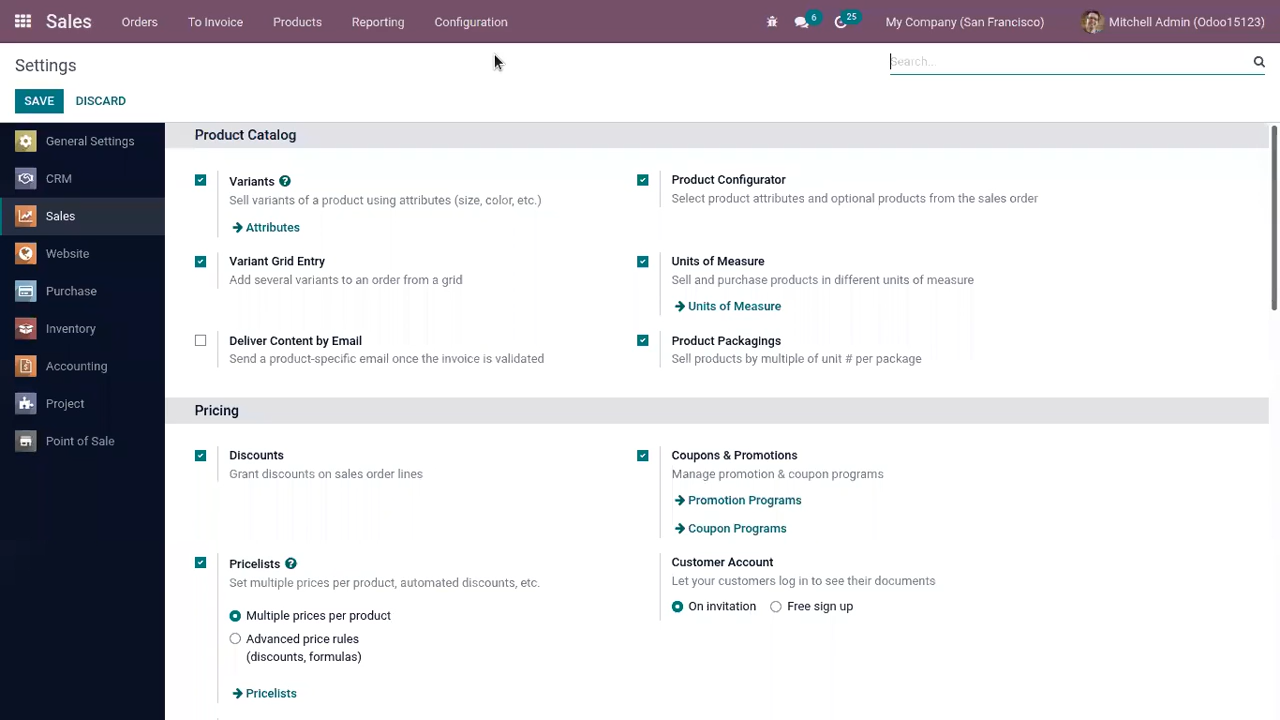 Sales Orders To Invoice Products Reporting Configuration 6 25 My Company (San Francisco) Mitchell Admin (Odoo15123)
Settings Search...
SAVE DISCARD
General Settings
CRM
Sales
Website
Purchase
Inventory
Accounting
Project
Point of Sale
Product Catalog
Variants ?
Sell variants of a product using attributes (size, color, etc.)
Attributes
Product Configurator
Select product attributes and optional products from the sales order
Variant Grid Entry
Add several variants to an order from a grid
Units of Measure
Sell and purchase products in different units of measure
Units of Measure
Deliver Content by Email
Send a product-specific email once the invoice is validated
Product Packagings
Sell products by multiple of unit # per package
Pricing
Discounts
Grant discounts on sales order lines
Coupons & Promotions
Manage promotion & coupon programs
Promotion Programs
Coupon Programs
Pricelists ?
Set multiple prices per product, automated discounts, etc.
Multiple prices per product
Advanced price rules
(discounts, formulas)
Pricelists
Customer Account
Let your customers log in to see their documents
On invitation Free sign up